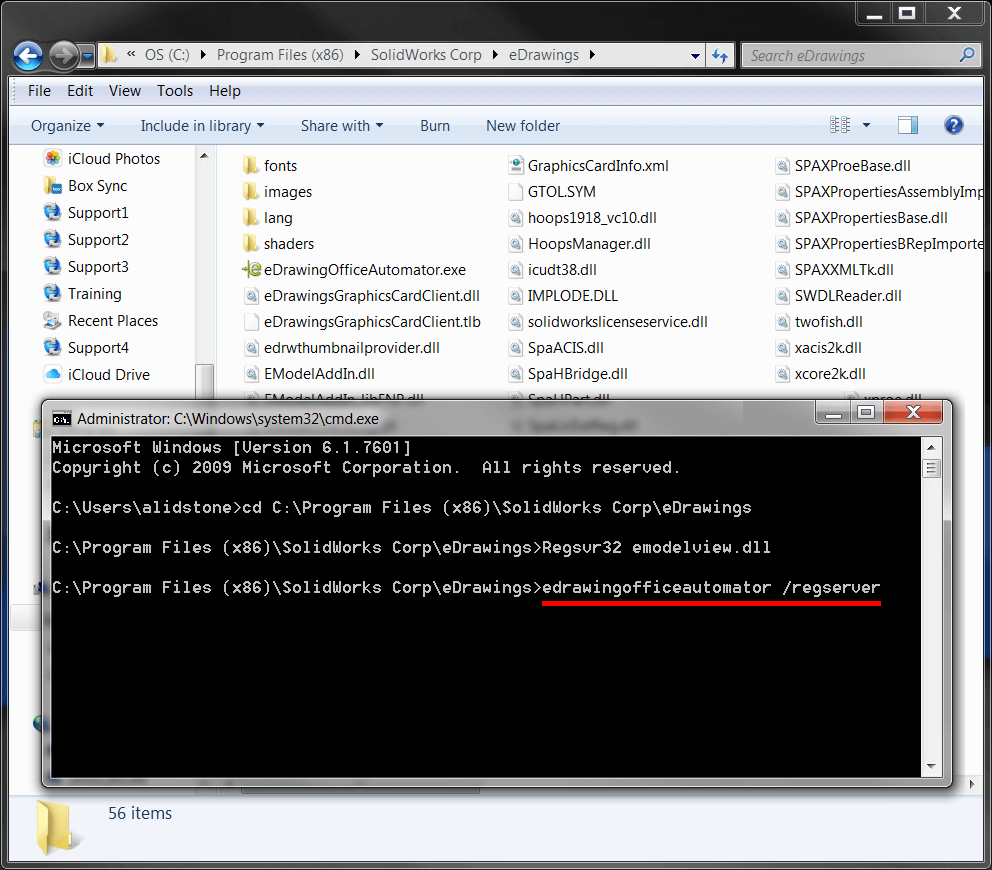 « OS (C:) ▸ Program Files (x86) ▸ SolidWorks Corp ▸ eDrawings ▸
Search eDrawings
File Edit View Tools Help
Organize Include in library Share with Burn New folder
iCloud Photos
Box Sync
Support1
Support2
Support3
Training
Recent Places
Support4
iCloud Drive
fonts
images
lang
shaders
eDrawingOfficeAutomator.exe
eDrawingsGraphicsCardClient.dll
eDrawingsGraphicsCardClient.tlb
edrwthumbnailprovider.dll
EModelAddIn.dll
GraphicsCardInfo.xml
GTOL.SYM
hoops1918_vc10.dll
HoopsManager.dll
icudt38.dll
IMPLODE.DLL
solidworkslicenseservice.dll
SpaACIS.dll
SpaHBridge.dll
SPAXProeBase.dll
SPAXPropertiesAssemblyImp
SPAXPropertiesBase.dll
SPAXPropertiesBRepImporte
SPAXXMLTk.dll
SWDLReader.dll
twofish.dll
xacis2k.dll
xcore2k.dll
Administrator: C:\Windows\system32\cmd.exe
Microsoft Windows [Version 6.1.7601]
Copyright (c) 2009 Microsoft Corporation.  All rights reserved.
C:\Users\alidstone>cd C:\Program Files (x86)\SolidWorks Corp\eDrawings
C:\Program Files (x86)\SolidWorks Corp\eDrawings>Regsvr32 emodelview.dll
C:\Program Files (x86)\SolidWorks Corp\eDrawings>edrawingofficeautomator /regserver
56 items